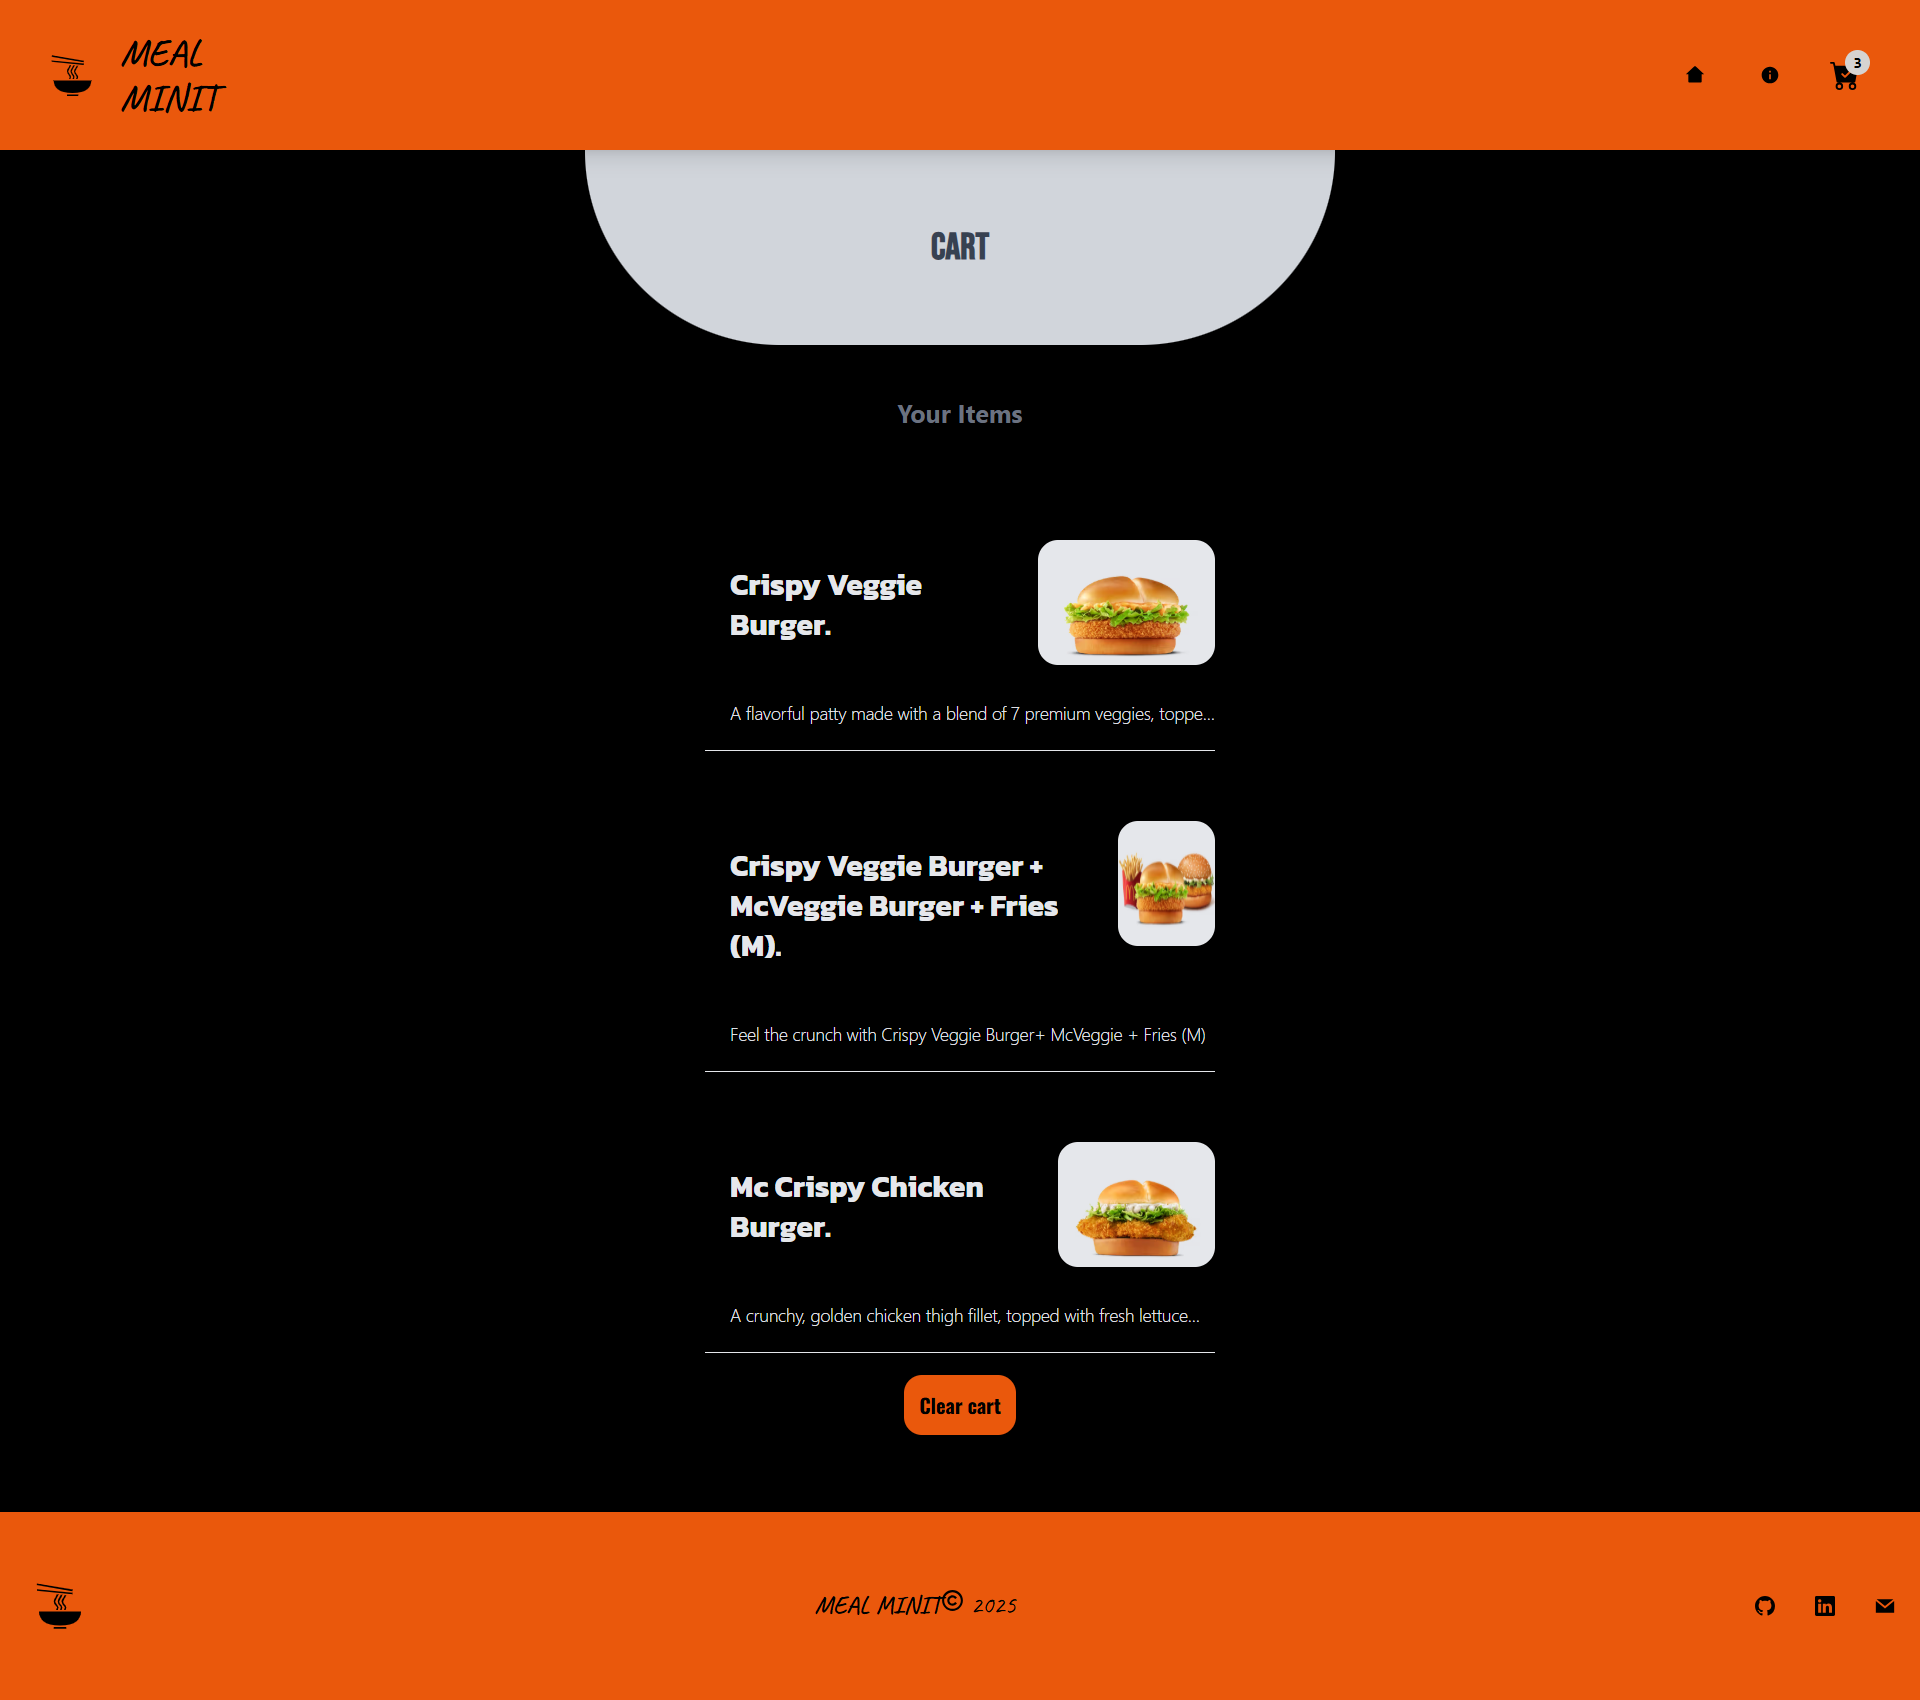 MEAL
MINIT
3
CART
Your Items
Crispy Veggie
Burger.
A flavorful patty made with a blend of 7 premium veggies, toppe...
Crispy Veggie Burger +
McVeggie Burger + Fries
(M).
Feel the crunch with Crispy Veggie Burger+ McVeggie + Fries (M)
Mc Crispy Chicken
Burger.
A crunchy, golden chicken thigh fillet, topped with fresh lettuce...
Clear cart
MEAL MINIT© 2025